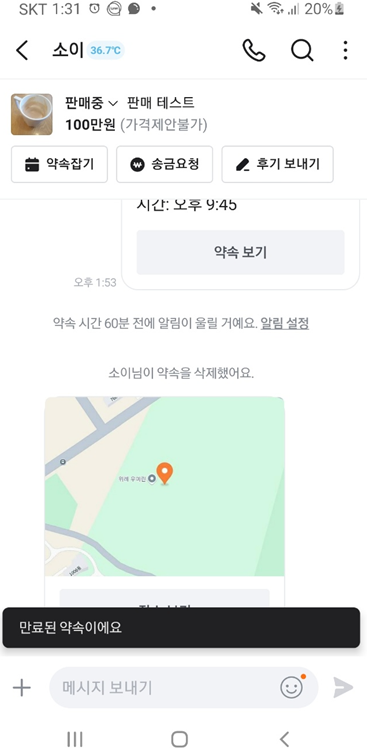 SKT 1:31
20%
소이 36.7℃
판매중 판매 테스트
100만원 (가격제안불가)
약속잡기
송금요청
후기 보내기
시간: 오후 9:45
약속 보기
오후 1:53
약속 시간 60분 전에 알림이 울릴 거예요. 알림 설정
소이님이 약속을 삭제했어요.
만료된 약속이에요
메시지 보내기